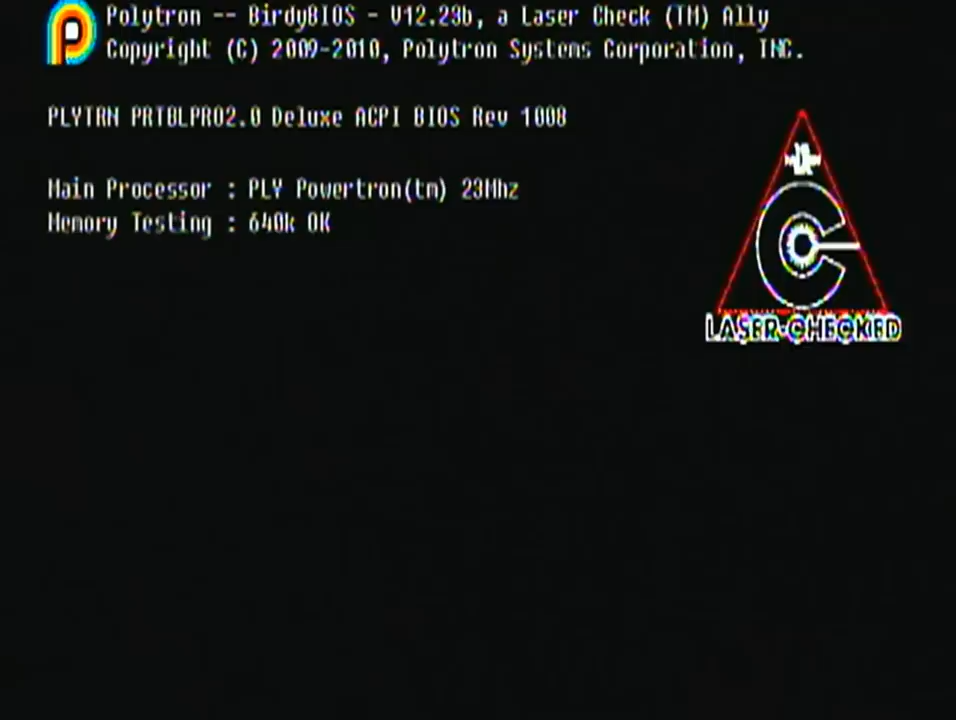 Polytron -- BirdyBIOS - V12.23b, a Laser Check (TM) Ally
Copyright (C) 2009-2010, Polytron Systems Corporation, INC.
PLYTRN PRTBLPRO2.0 Deluxe ACPI BIOS Rev 1008
Main Processor : PLY Powertron(tm) 23Mhz
Memory Testing : 640k OK
LASER-CHECKED